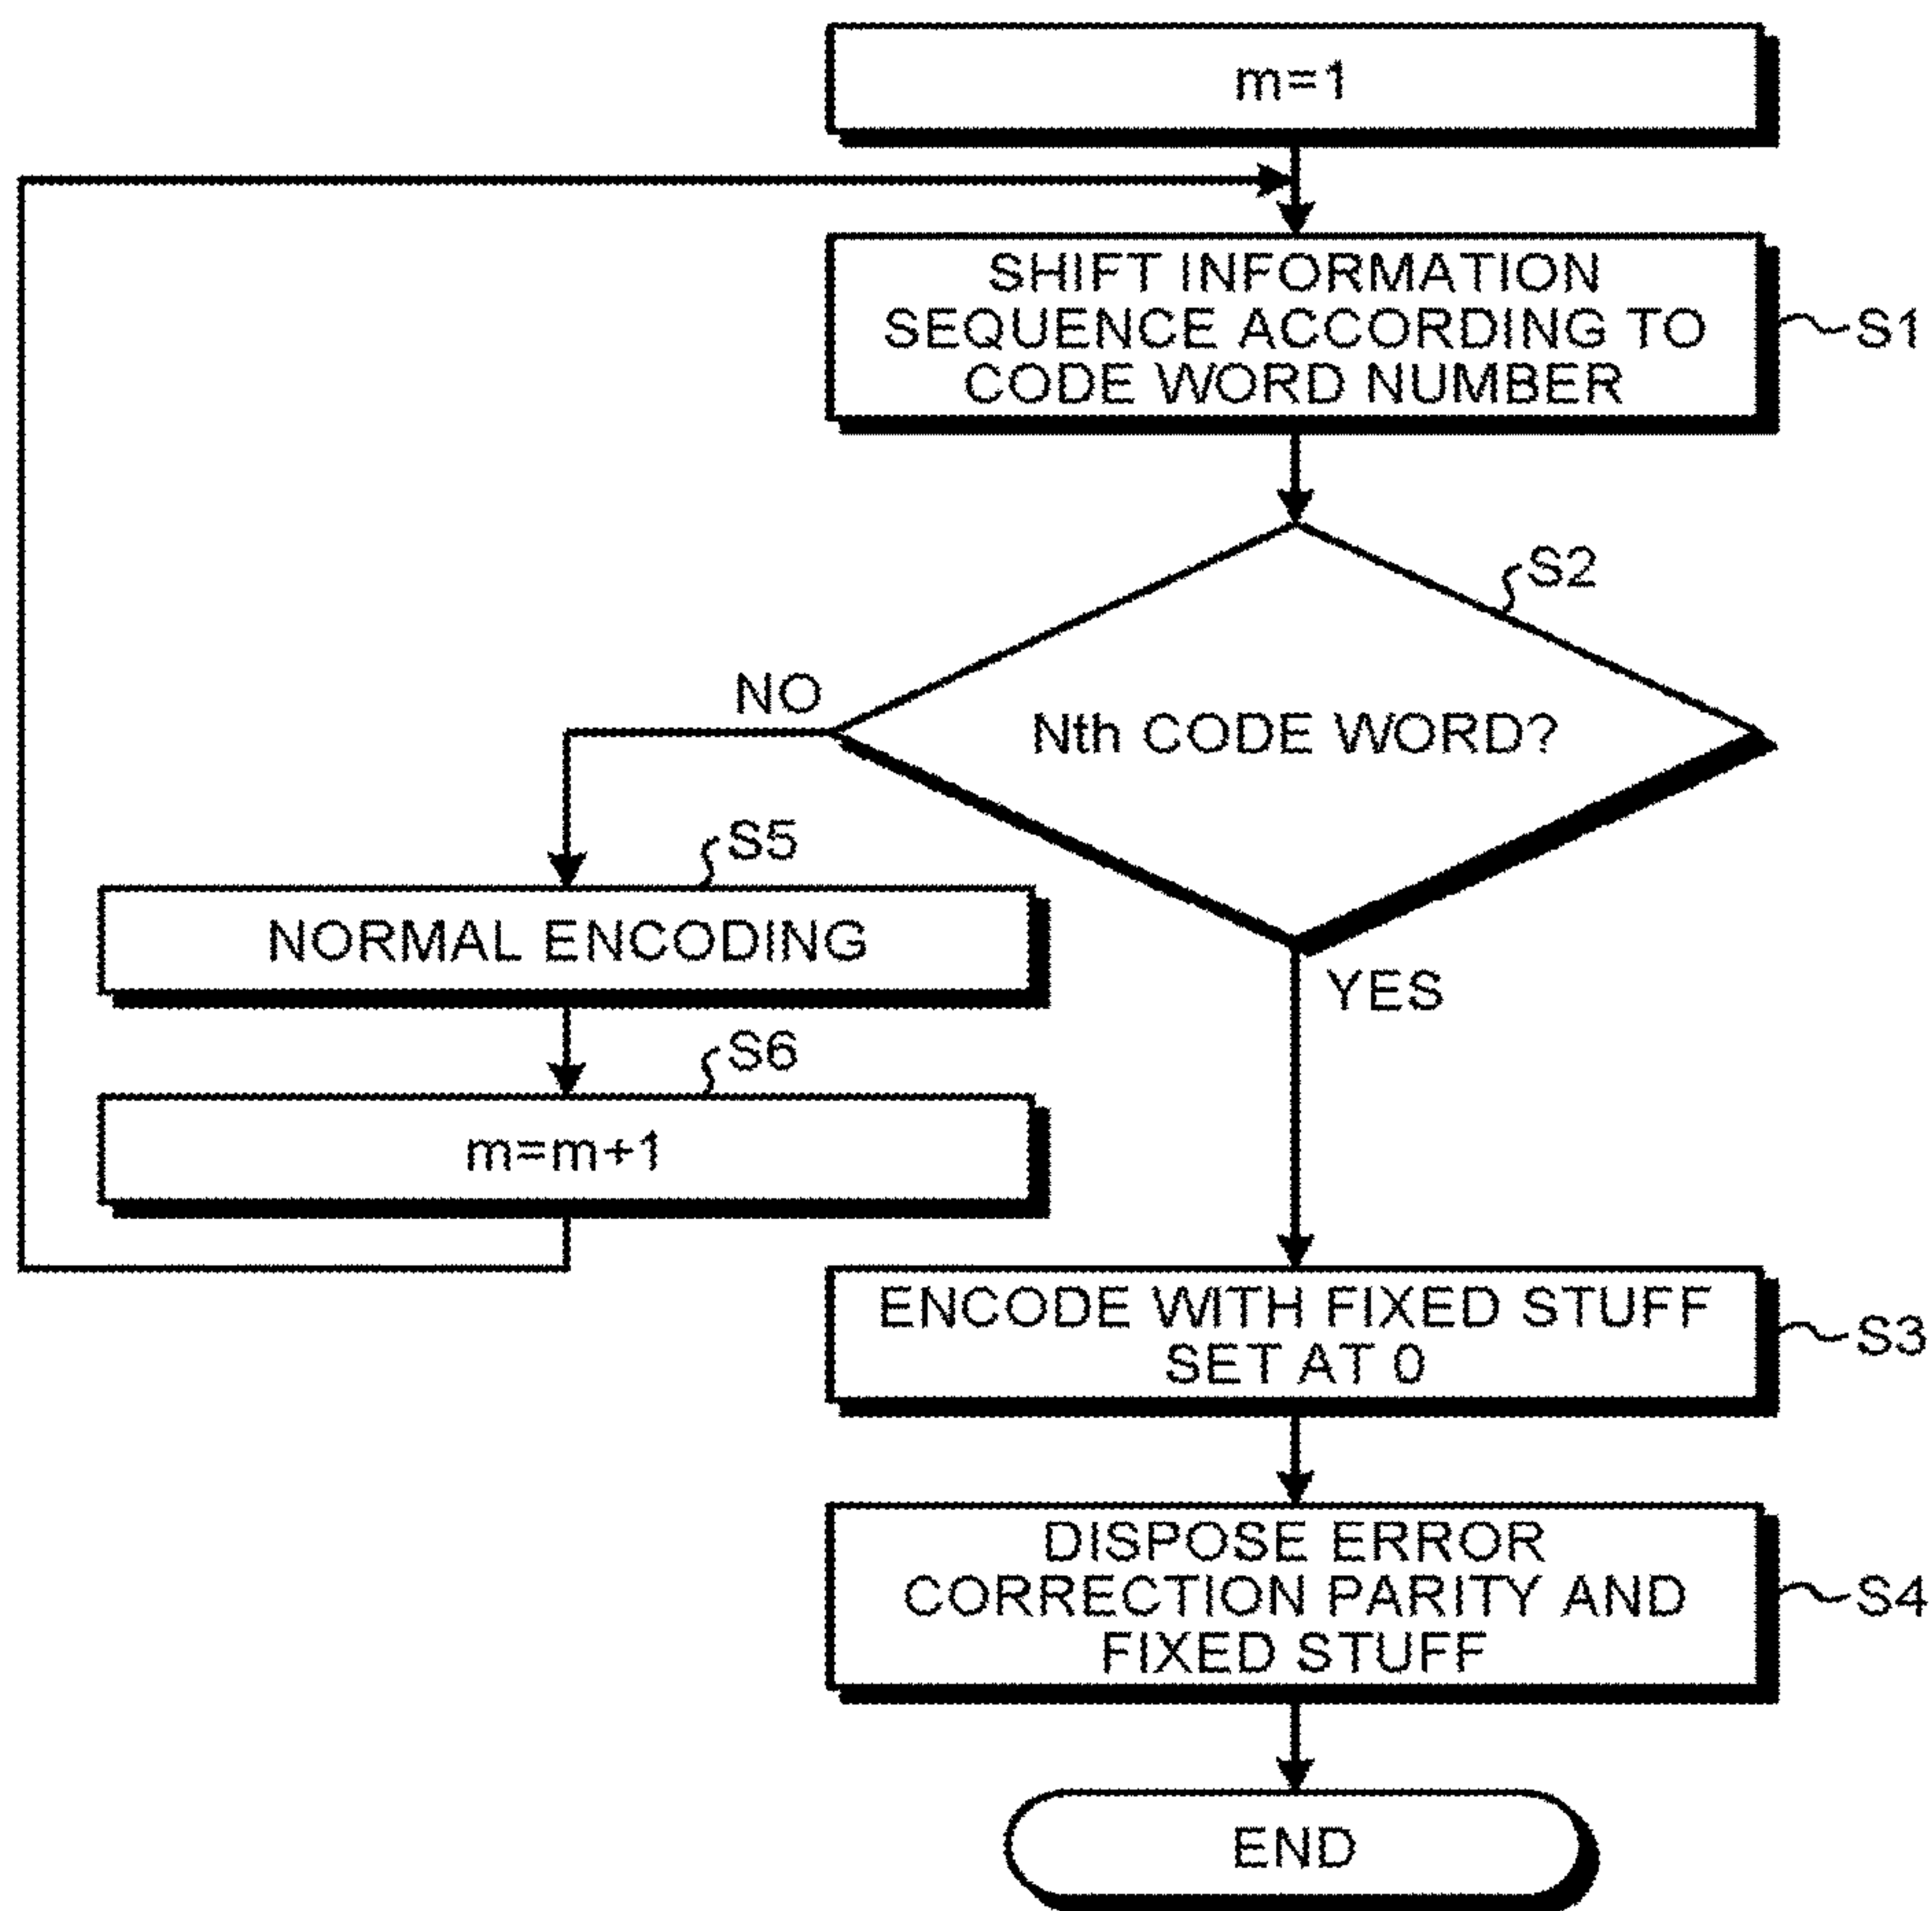 m=1
SHIFT INFORMATION
SEQUENCE ACCORDING TO
CODE WORD NUMBER
S1
S2
Nth CODE WORD?
NO
YES
S5
NORMAL ENCODING
S6
m=m+1
ENCODE WITH FIXED STUFF
SET AT 0
S3
DISPOSE ERROR
CORRECTION PARITY AND
FIXED STUFF
S4
END